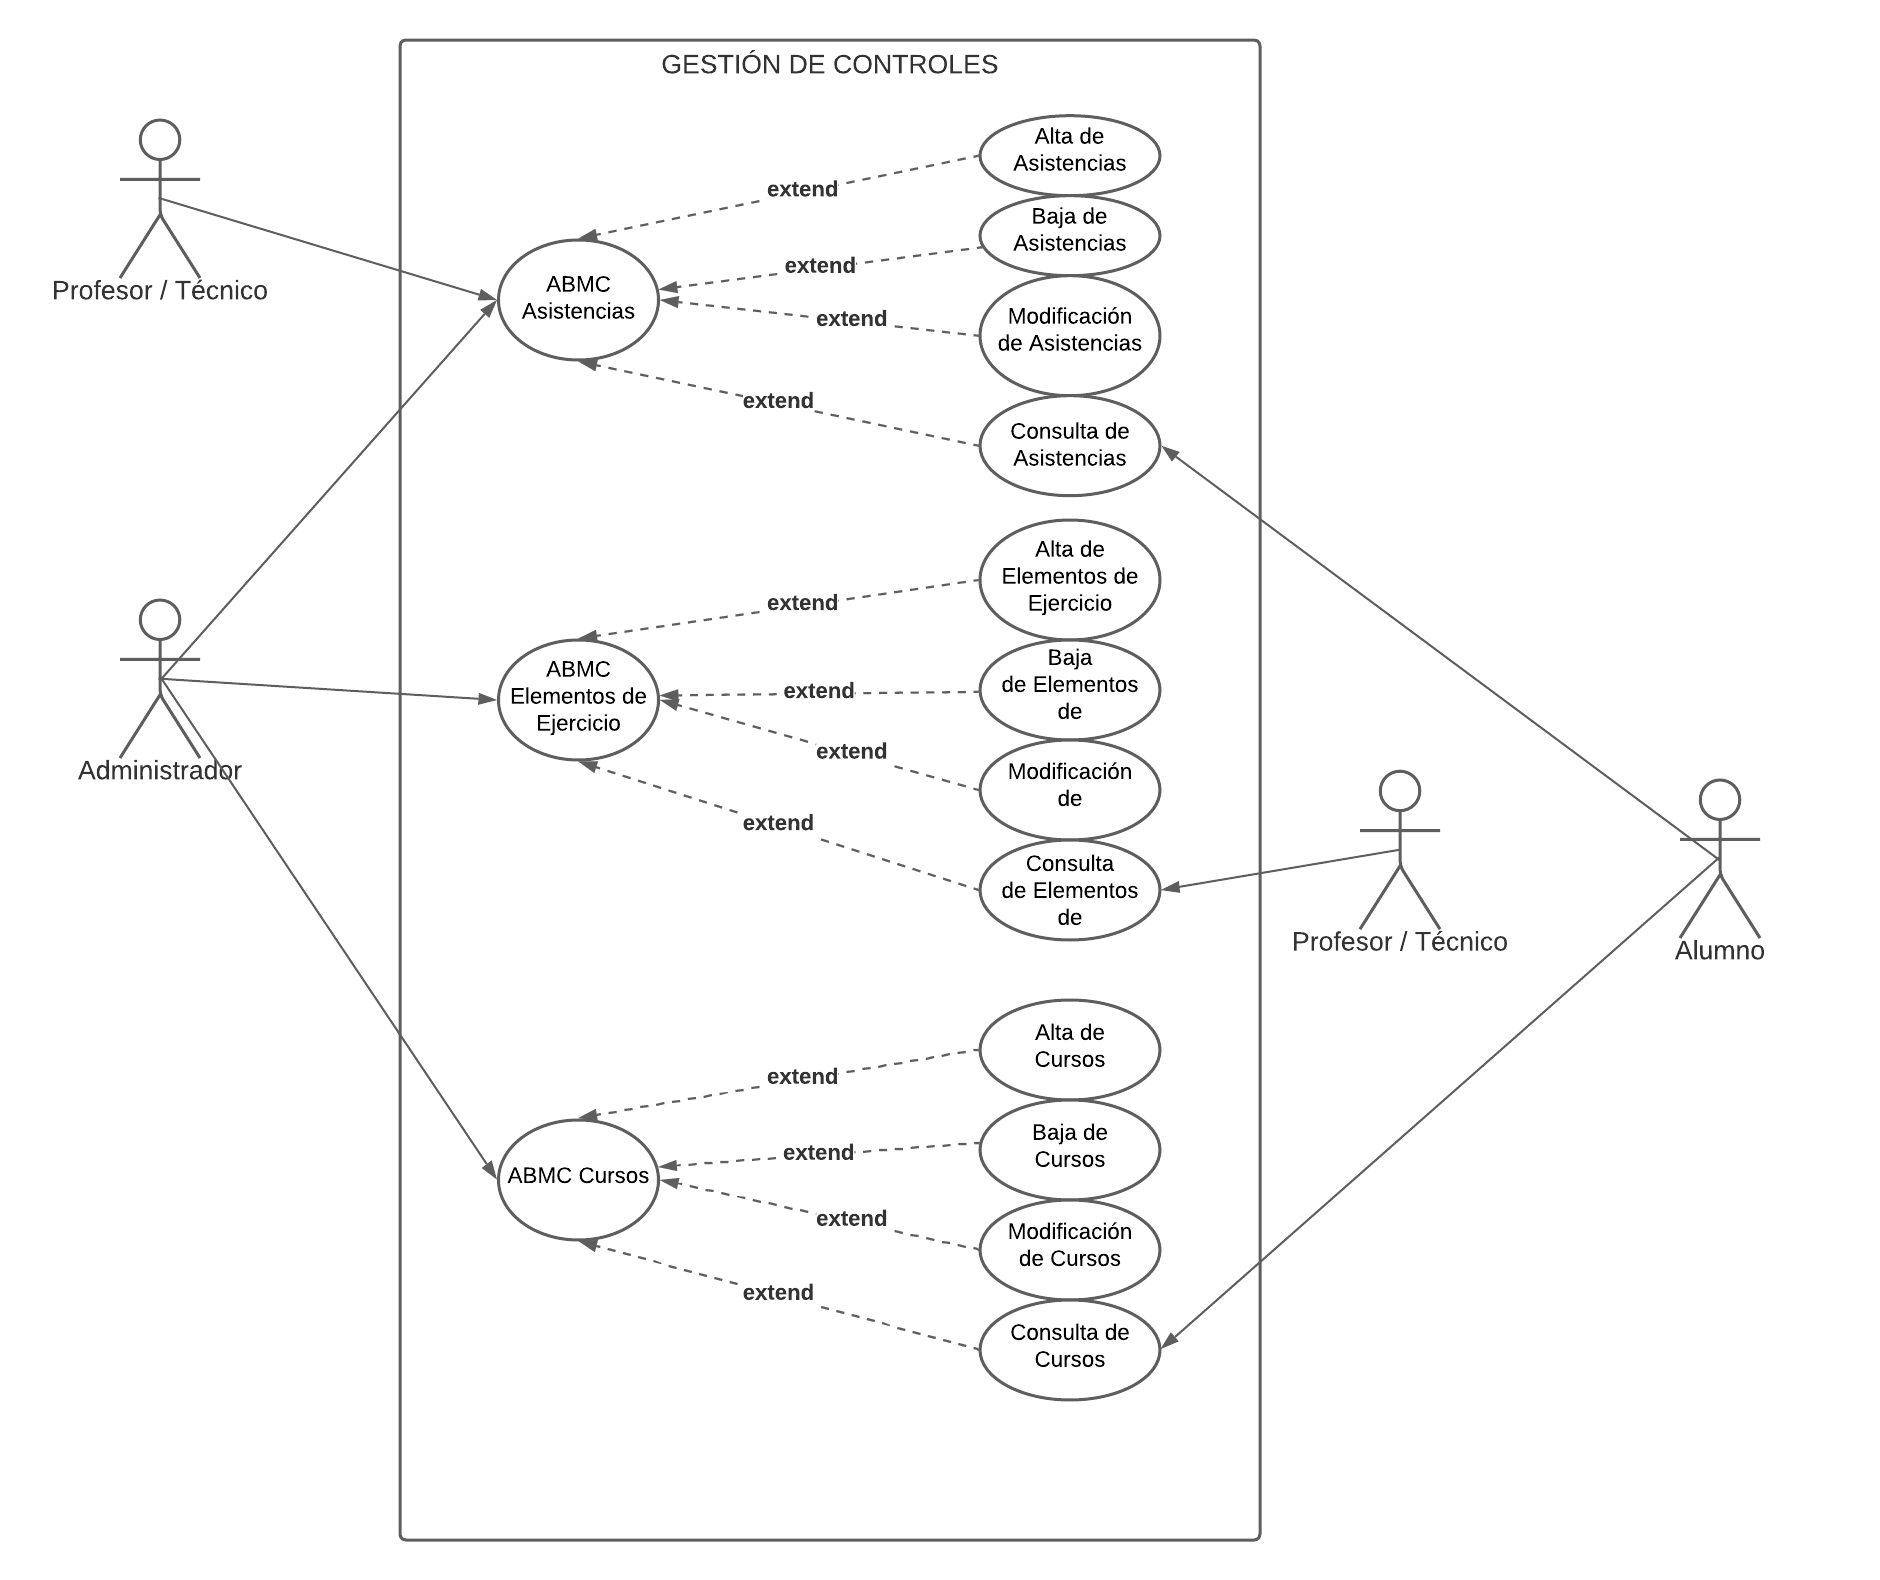 GESTIÓN DE CONTROLES
Profesor / Técnico
Administrador
ABMC
Asistencias
extend
extend
extend
extend
Alta de
Asistencias
Baja de
Asistencias
Modificación
de Asistencias
Consulta de
Asistencias
ABMC
Elementos de
Ejercicio
extend
extend
extend
extend
Alta de
Elementos de
Ejercicio
Baja
de Elementos
de
Modificación
de
Consulta
de Elementos
de
ABMC Cursos
extend
extend
extend
extend
Alta de
Cursos
Baja de
Cursos
Modificación
de Cursos
Consulta de
Cursos
Profesor / Técnico
Alumno